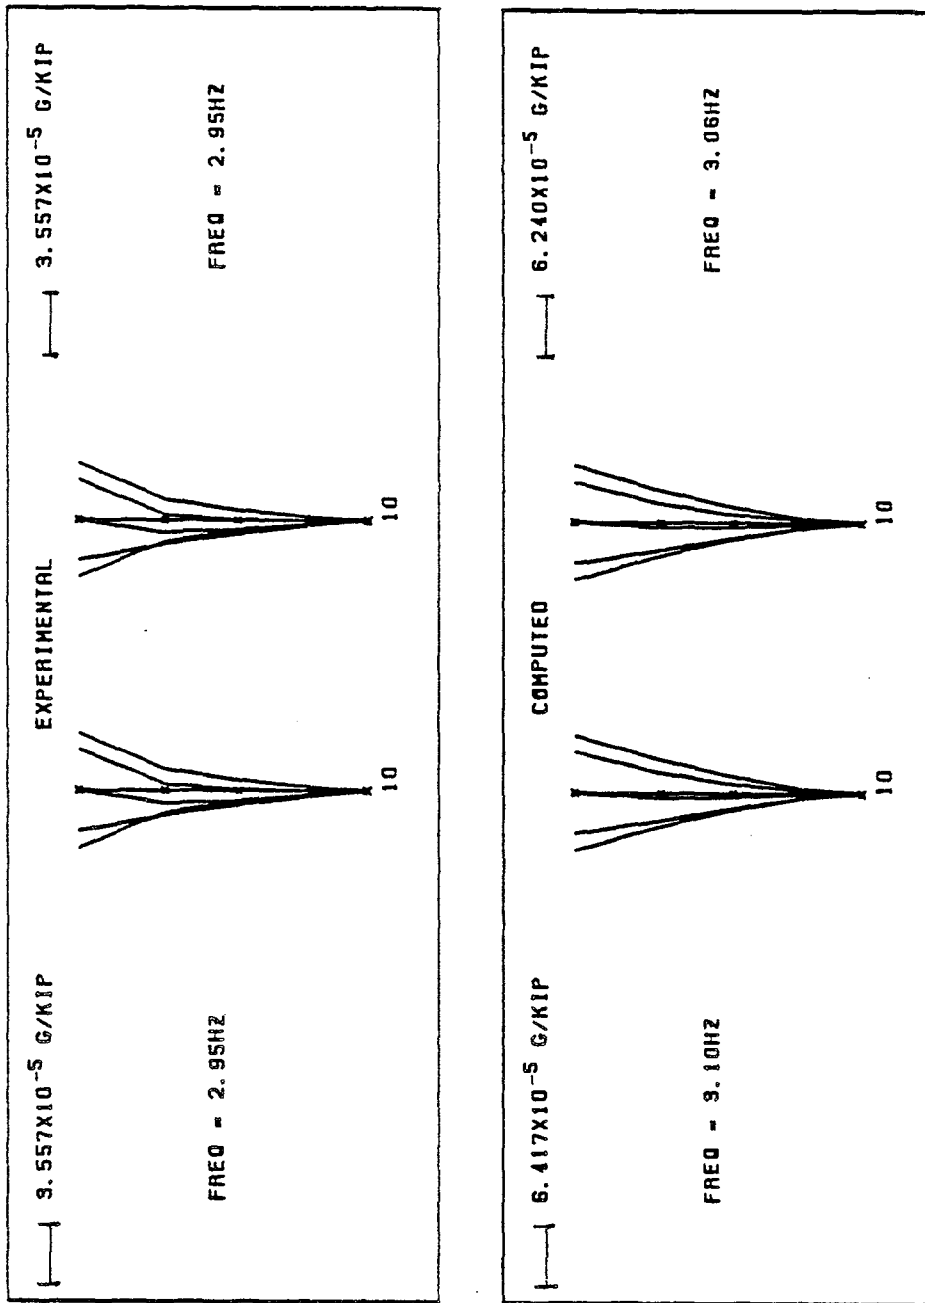 3.557X10⁻⁵ G/KIP
EXPERIMENTAL
3.557X10⁻⁵ G/KIP
FREQ = 2.95HZ
FREQ = 2.95HZ
10
10
6.417X10⁻⁵ G/KIP
COMPUTED
6.240X10⁻⁵ G/KIP
FREQ = 3.10HZ
FREQ = 3.06HZ
10
10